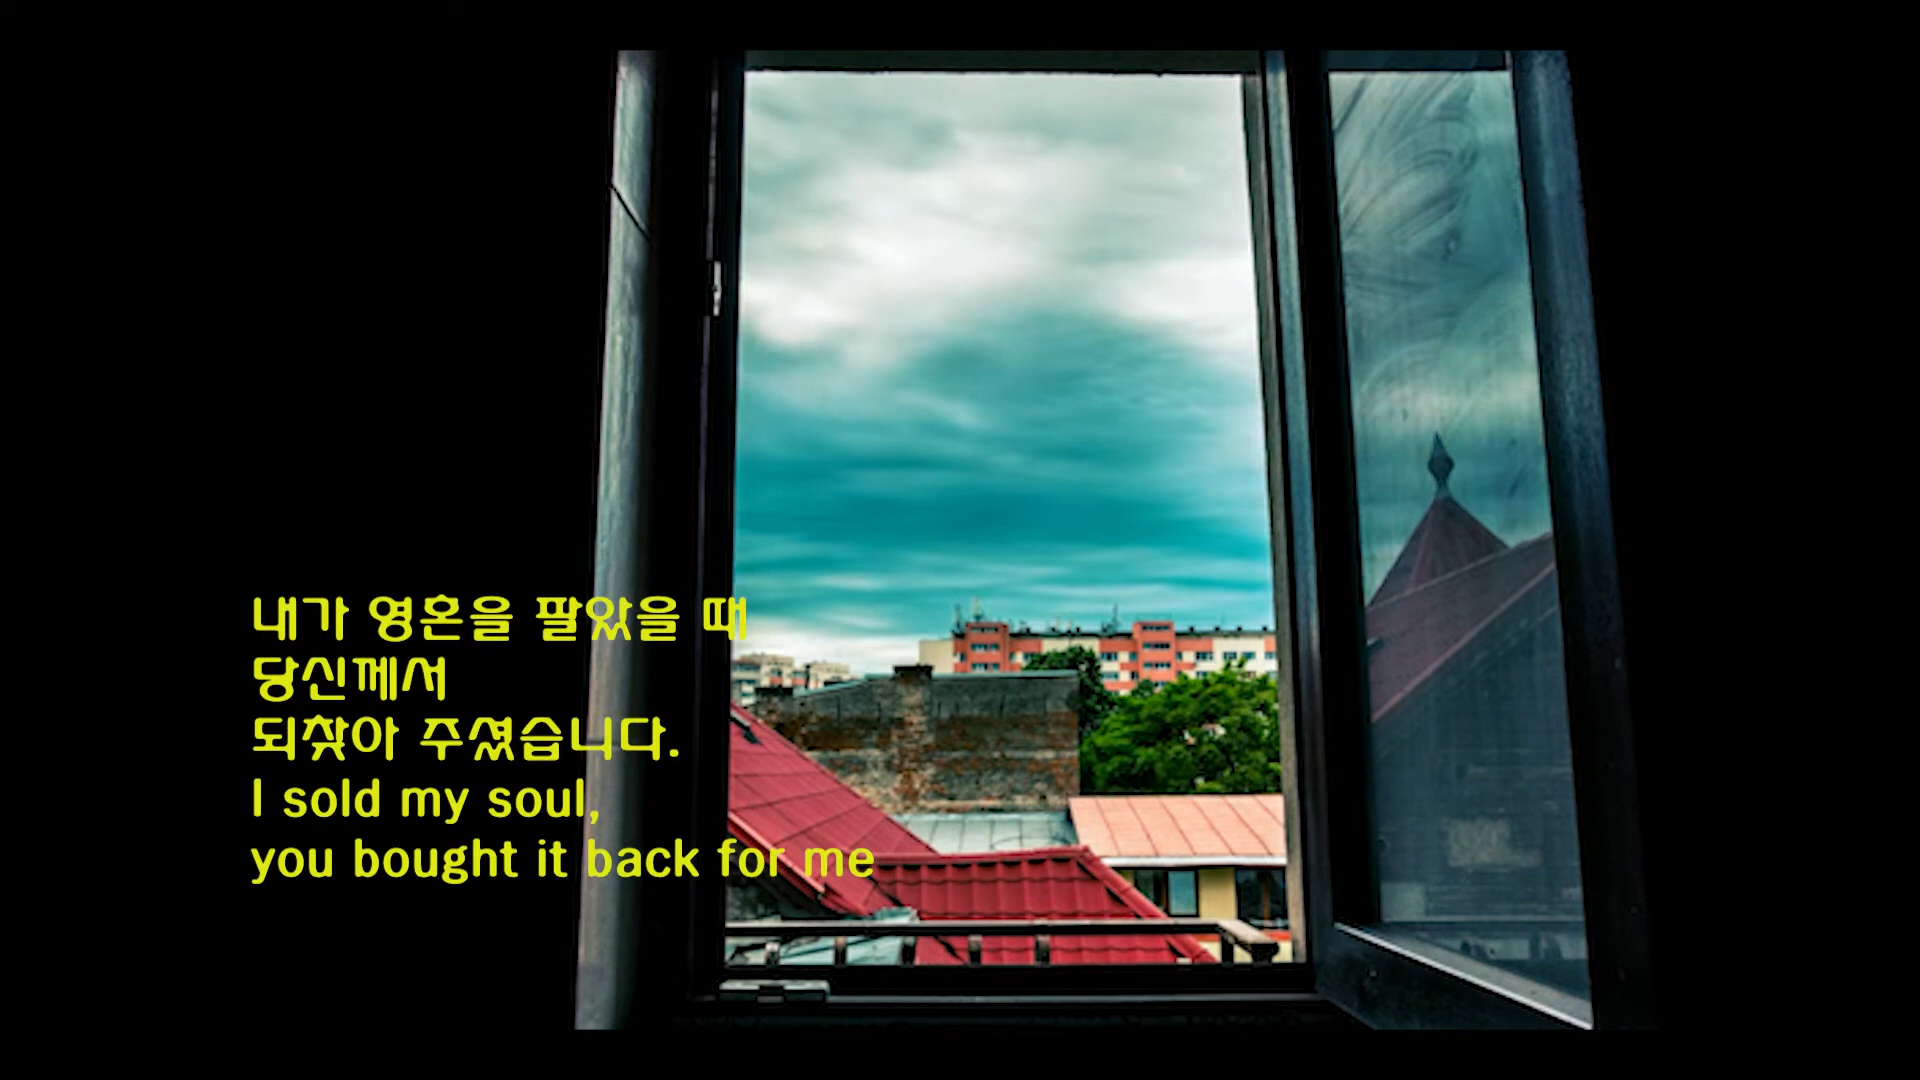 내가 영혼을 팔았을 때
당신께서
되찾아 주셨습니다.
I sold my soul,
you bought it back for me